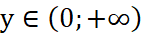 y ∈ (0; +∞)